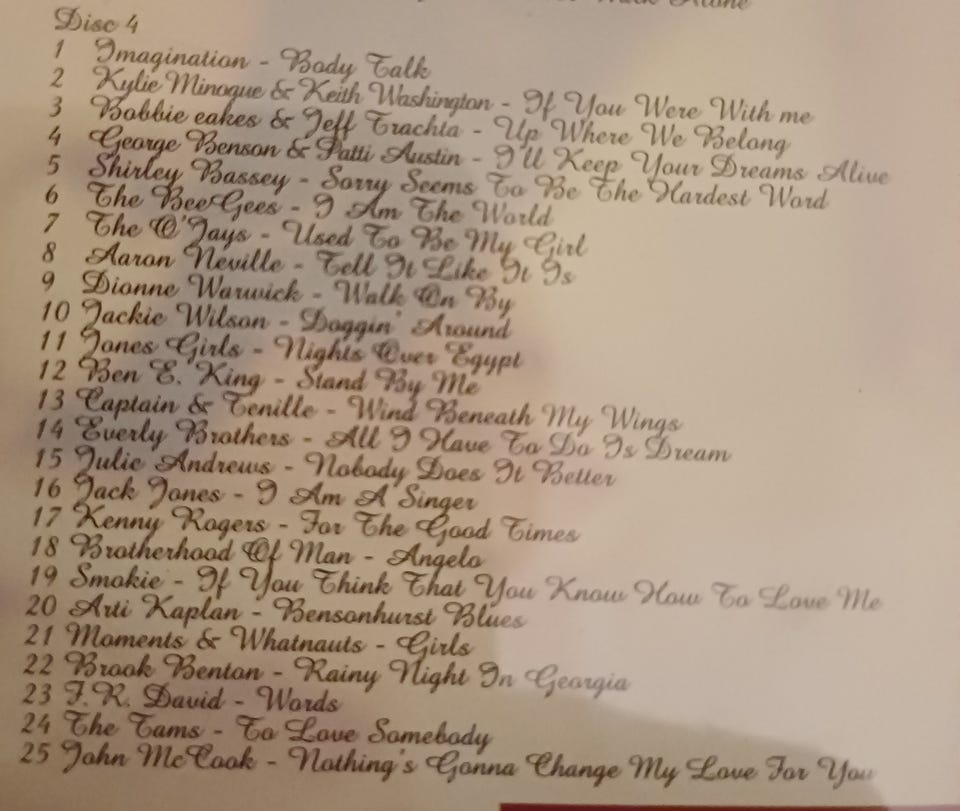 Alone
Disc 4
1 Imagination - Body Talk
2 Kylie Minogue & Keith Washington - If You Were With me
3 Bobbie eakes & Jeff Trachta - Up Where We Belong
4 George Benson & Patti Austin - I'll Keep Your Dreams Alive
5 Shirley Bassey - Sorry Seems To Be The Hardest Word
6 The BeeGees - I Am The World
7 The O'Jays - Used To Be My Girl
8 Aaron Neville - Tell It Like It Is
9 Dionne Warwick - Walk On By
10 Jackie Wilson - Doggin' Around
11 Jones Girls - Nights Over Egypt
12 Ben E. King - Stand By Me
13 Captain & Tenille - Wind Beneath My Wings
14 Everly Brothers - All I Have To Do Is Dream
15 Julie Andrews - Nobody Does It Better
16 Jack Jones - I Am A Singer
17 Kenny Rogers - For The Good Times
18 Brotherhood Of Man - Angelo
19 Smokie - If You Think That You Know How To Love Me
20 Arti Kaplan - Bensonhurst Blues
21 Moments & Whatnauts - Girls
22 Brook Benton - Rainy Night In Georgia
23 F.R. David - Words
24 The Tams - To Love Somebody
25 John McCook - Nothing's Gonna Change My Love For You